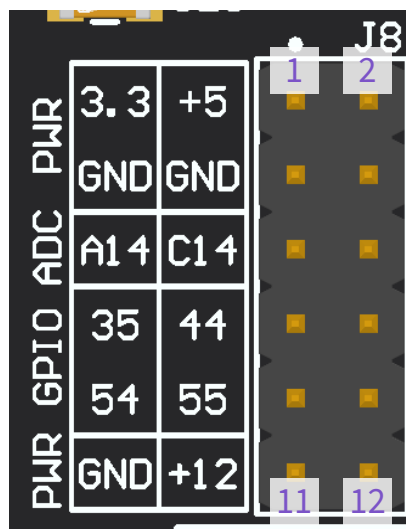 J8
1 2
PWR 3.3 +5
GND GND
ADC A14 C14
GPIO 35 44
54 55
PWR GND +12
11 12